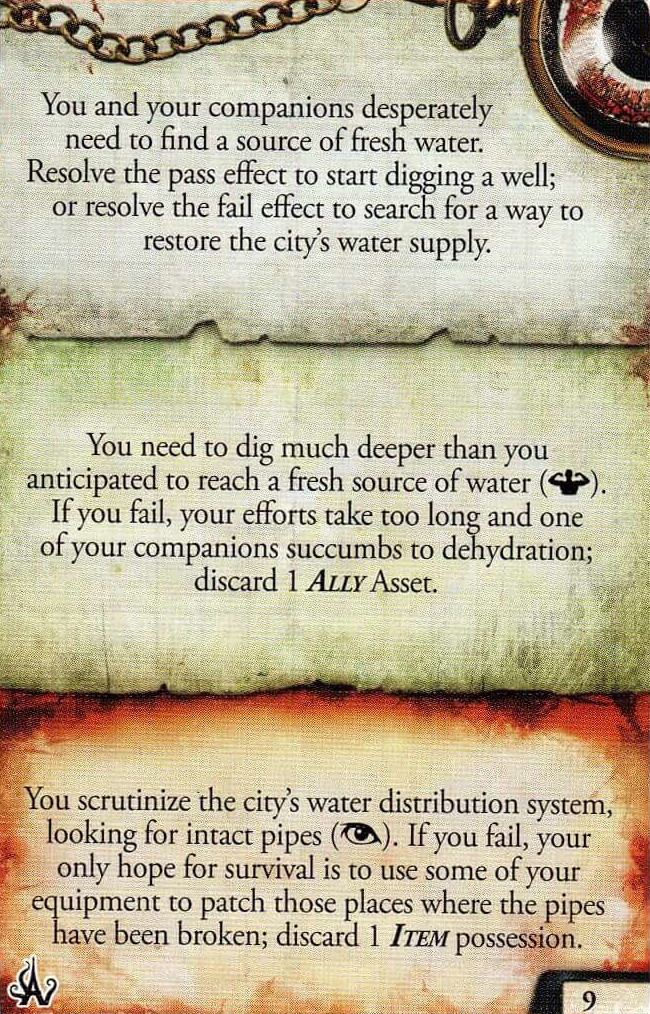 You and your companions desperately
need to find a source of fresh water.
Resolve the pass effect to start digging a well;
or resolve the fail effect to search for a way to
restore the city's water supply.
You need to dig much deeper than you
anticipated to reach a fresh source of water ( ).
If you fail, your efforts take too long and one
of your companions succumbs to dehydration;
discard 1 ALLY Asset.
You scrutinize the city's water distribution system,
looking for intact pipes ( ). If you fail, your
only hope for survival is to use some of your
equipment to patch those places where the pipes
have been broken; discard 1 ITEM possession.
9